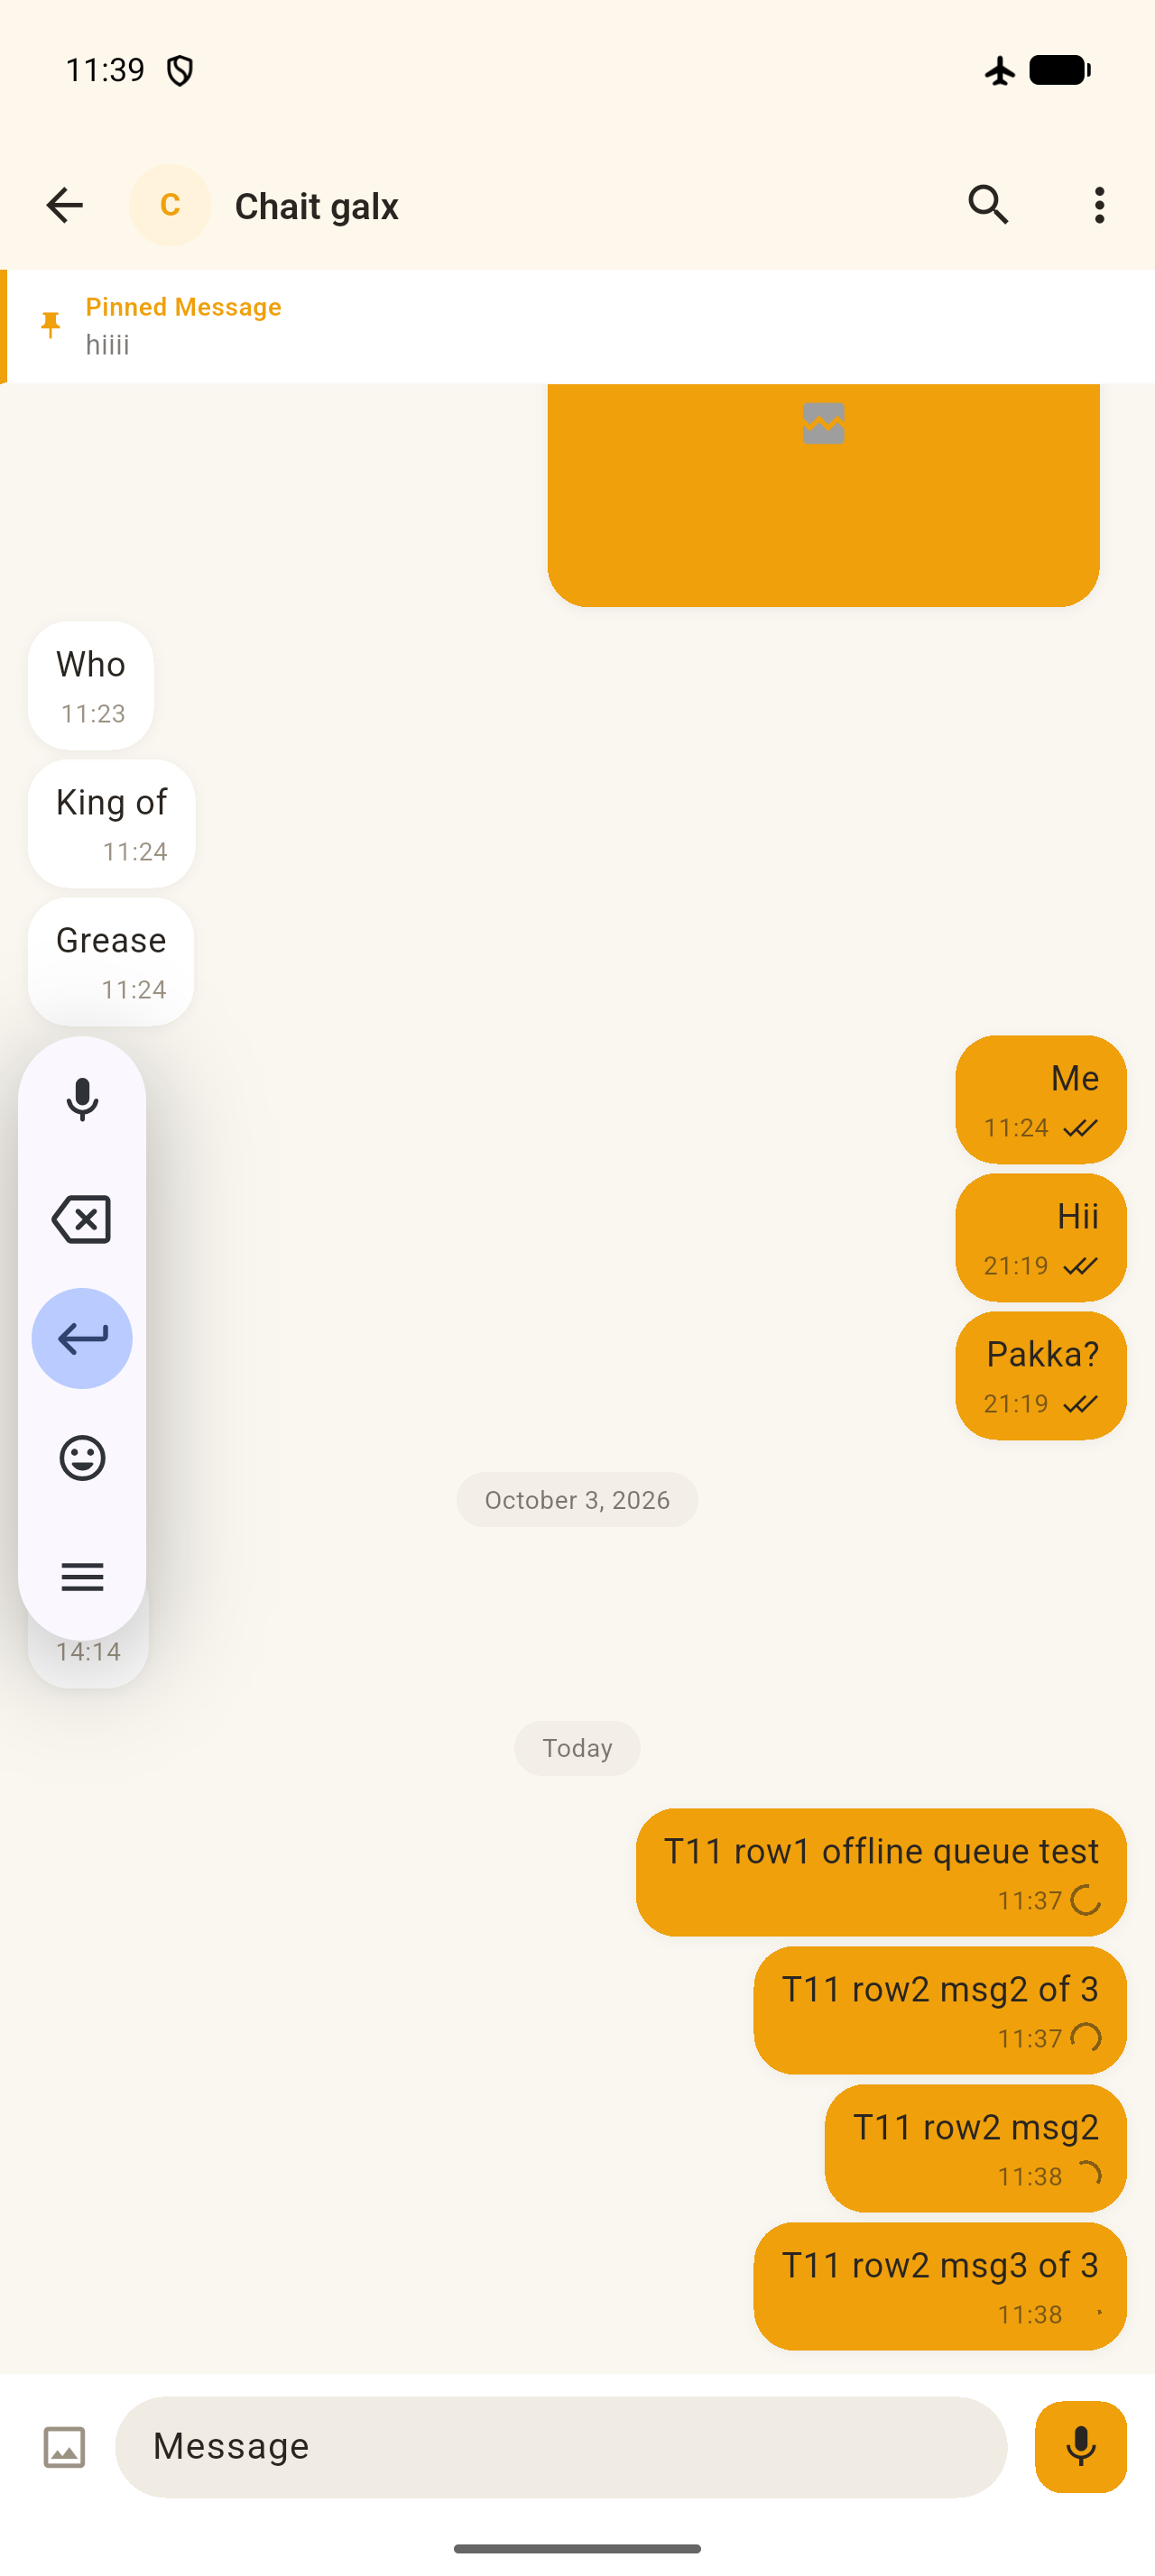 11:39
C
Chait galx
Pinned Message
hiiii
Who
11:23
King of
11:24
Grease
11:24
Me
11:24
Hii
21:19
Pakka?
21:19
October 3, 2026
14:14
Today
T11 row1 offline queue test
11:37
T11 row2 msg2 of 3
11:37
T11 row2 msg2
11:38
T11 row2 msg3 of 3
11:38
Message